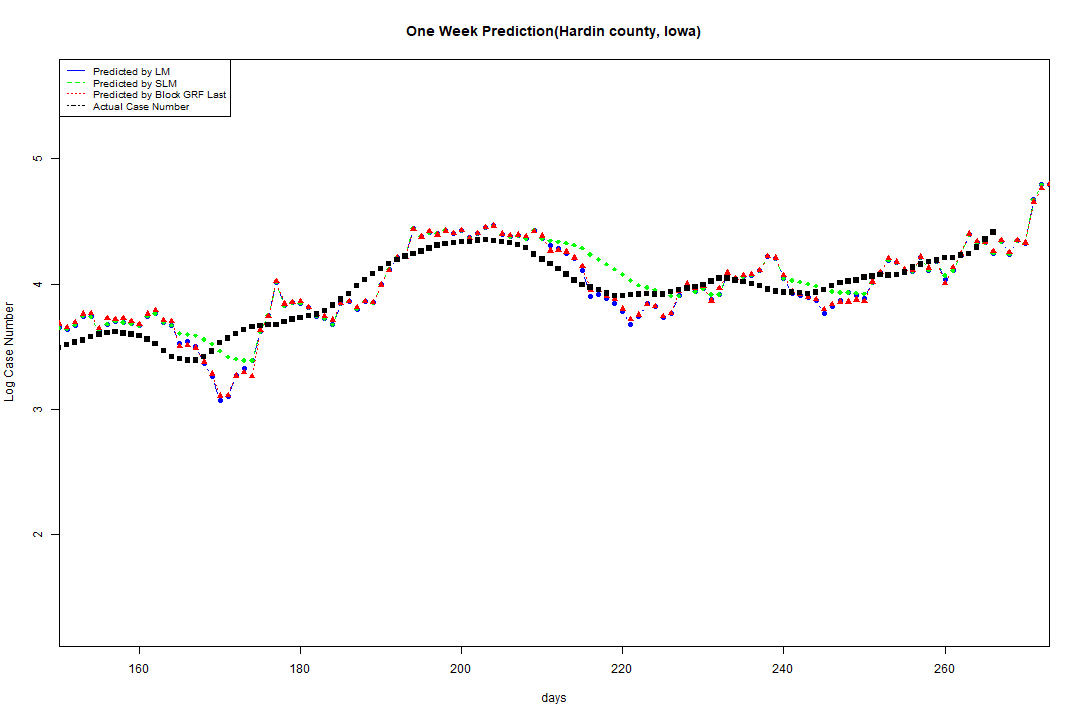 One Week Prediction(Hardin county, Iowa)
Predicted by LM
Predicted by SLM
Predicted by Block GRF Last
Actual Case Number
5
4
3
2
Log Case Number
160 180 200 220 240 260
days